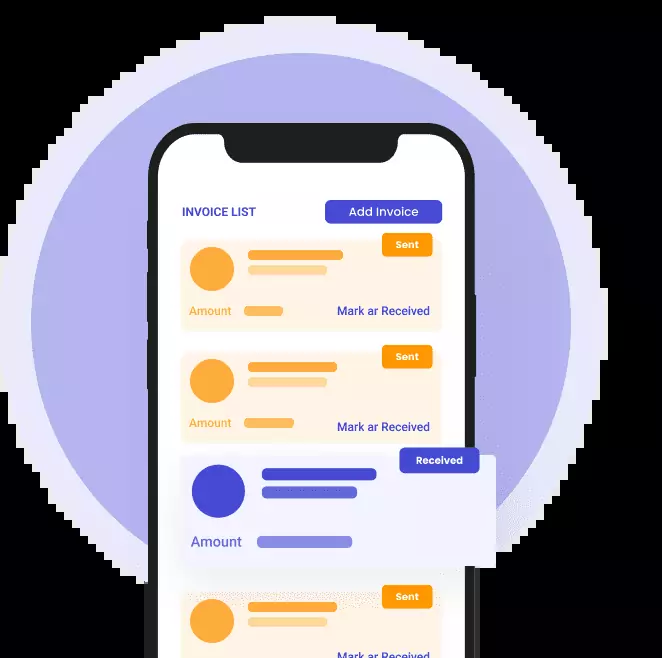 INVOICE LIST
Add Invoice
Sent
Amount
Mark ar Received
Sent
Amount
Mark ar Received
Received
Amount
Sent
Mark ar Received